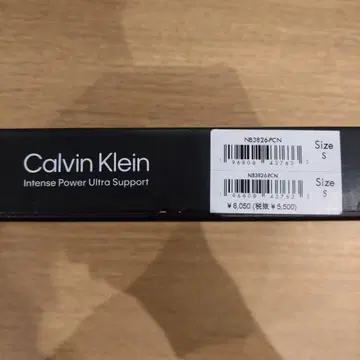 Calvin Klein
Intense Power Ultra Support
NB3826PCN
Size
S
NB3826PCN
Size
S
¥6,050(税抜 ¥5,500)